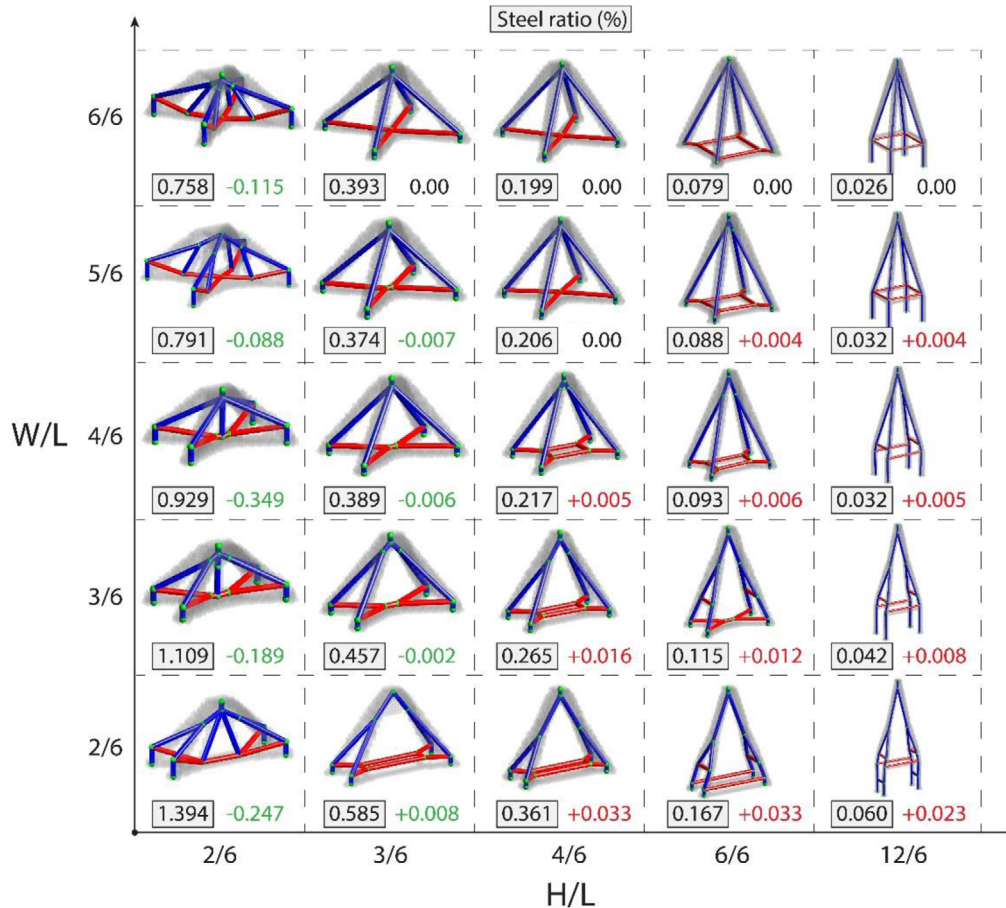 Steel ratio (%)
6/6
0.758 -0.115 0.393 0.00 0.199 0.00 0.079 0.00 0.026 0.00
5/6
0.791 -0.088 0.374 -0.007 0.206 0.00 0.088 +0.004 0.032 +0.004
W/L
4/6
0.929 -0.349 0.389 -0.006 0.217 +0.005 0.093 +0.006 0.032 +0.005
3/6
1.109 -0.189 0.457 -0.002 0.265 +0.016 0.115 +0.012 0.042 +0.008
2/6
1.394 -0.247 0.585 +0.008 0.361 +0.033 0.167 +0.033 0.060 +0.023
2/6 3/6 4/6 6/6 12/6
H/L